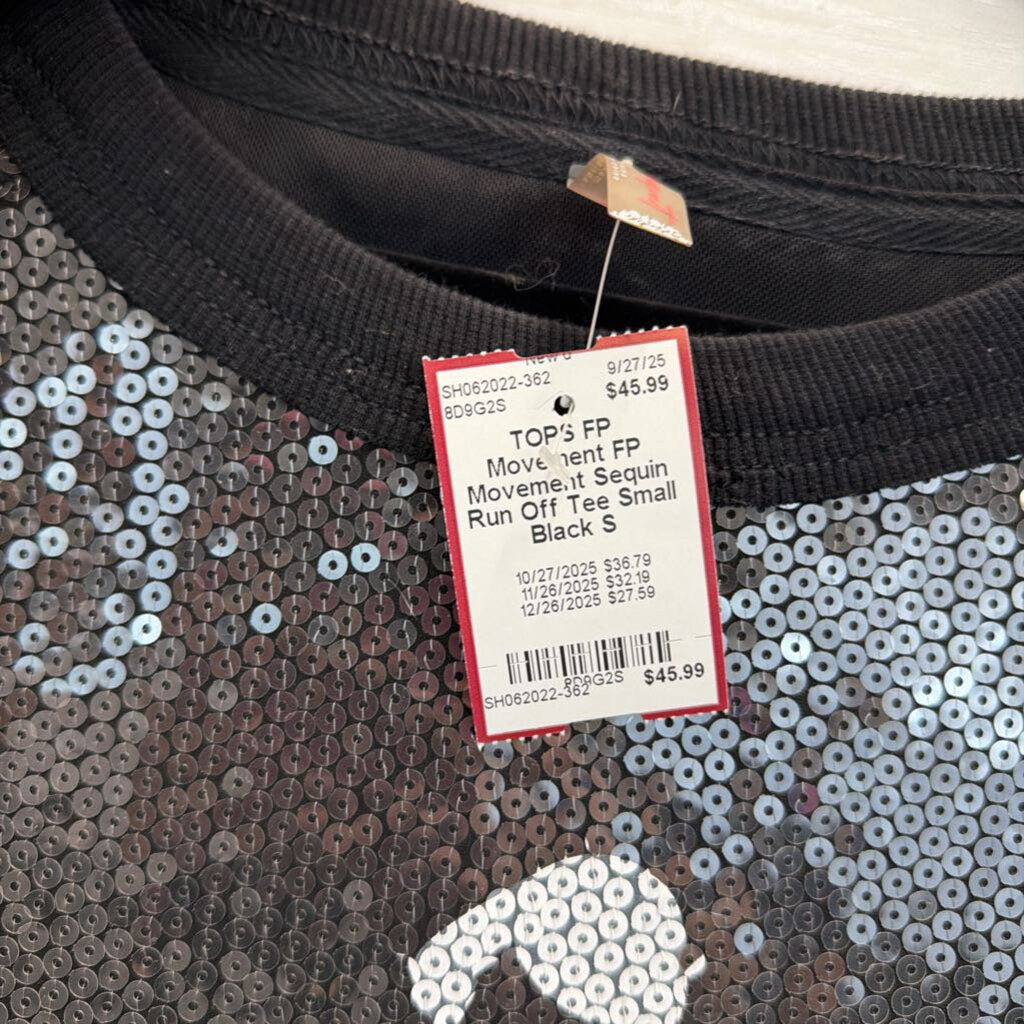 9/27/25
SH062022-362
$45.99
8D9G2S
TOPS FP
Movement FP
Movement Sequin
Run Off Tee Small
Black S
10/27/2025 $36.79
11/26/2025 $32.19
12/26/2025 $27.59
8D9G2S
$45.99
SH062022-362